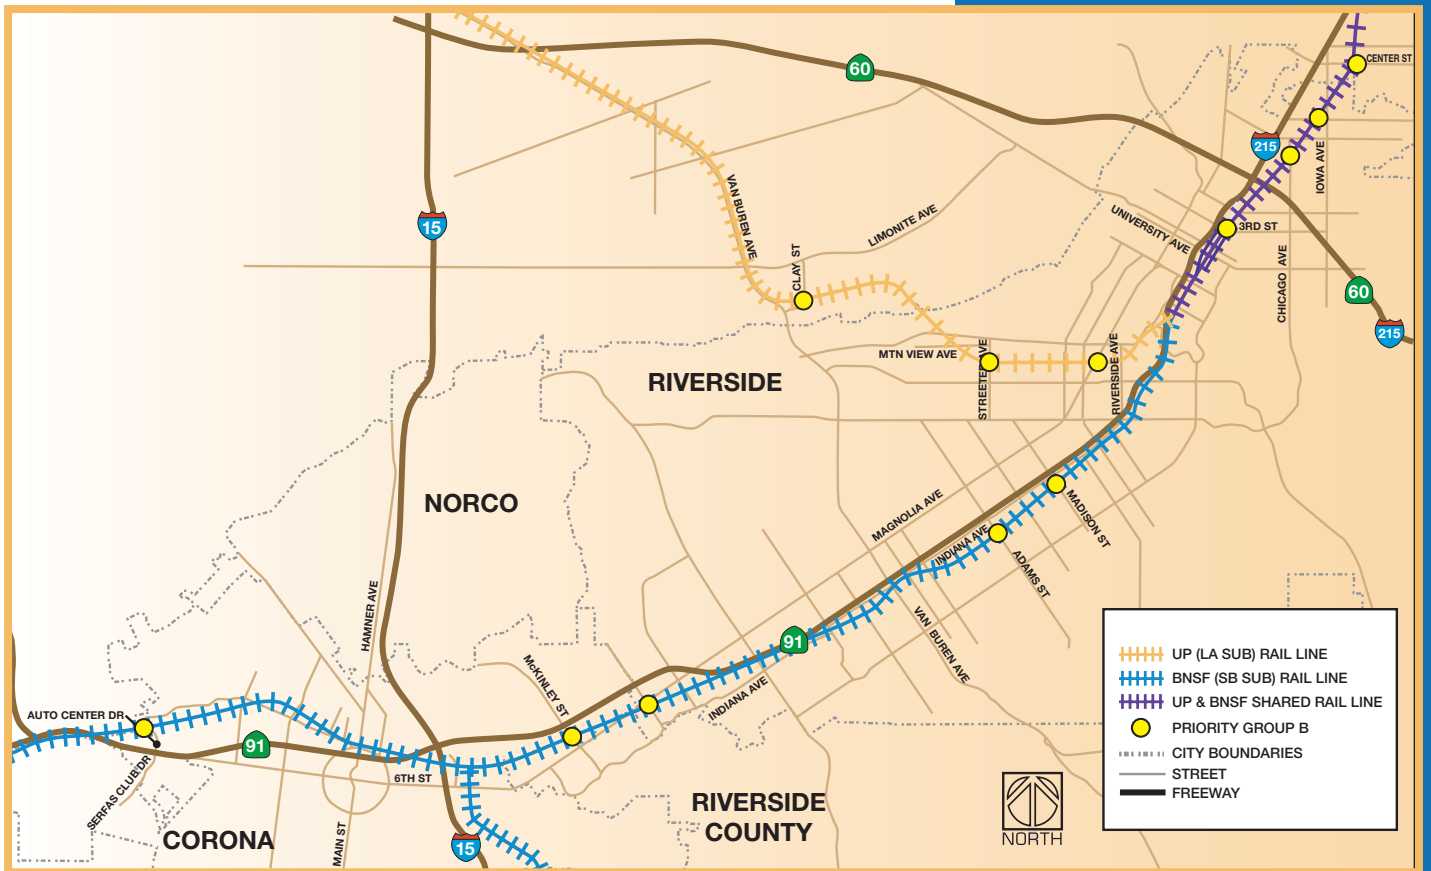 CENTER ST
60
215
IOWA AVE
VAN BUREN AVE
15
LIMONITE AVE
UNIVERSITY AVE
3RD ST
CLAY ST
CHICAGO AVE
60
215
MTN VIEW AVE
STREETER AVE
RIVERSIDE AVE
RIVERSIDE
NORCO
MAGNOLIA AVE
MADISON ST
INDIANA AVE
ADAMS ST
HAMNER AVE
VAN BUREN AVE
91
McKINLEY ST
INDIANA AVE
AUTO CENTER DR
91
6TH ST
SERFAS CLUB DR
RIVERSIDE
COUNTY
CORONA
MAIN ST
15
NORTH
UP (LA SUB) RAIL LINE
BNSF (SB SUB) RAIL LINE
UP & BNSF SHARED RAIL LINE
PRIORITY GROUP B
CITY BOUNDARIES
STREET
FREEWAY